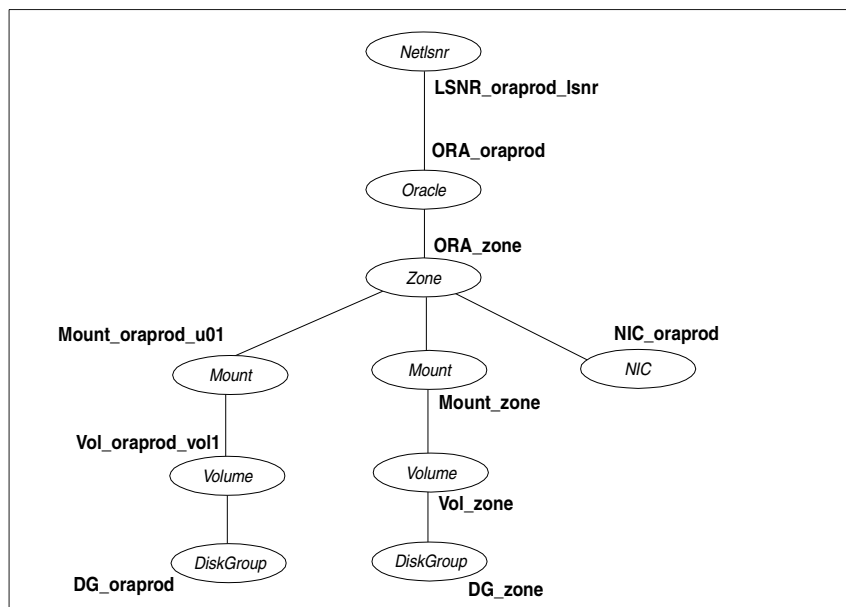 Netlsnr
LSNR_oraprod_lsnr
ORA_oraprod
Oracle
ORA_zone
Zone
Mount_oraprod_u01
NIC_oraprod
Mount
Mount
NIC
Mount_zone
Vol_oraprod_vol1
Volume
Volume
Vol_zone
DiskGroup
DiskGroup
DG_oraprod
DG_zone